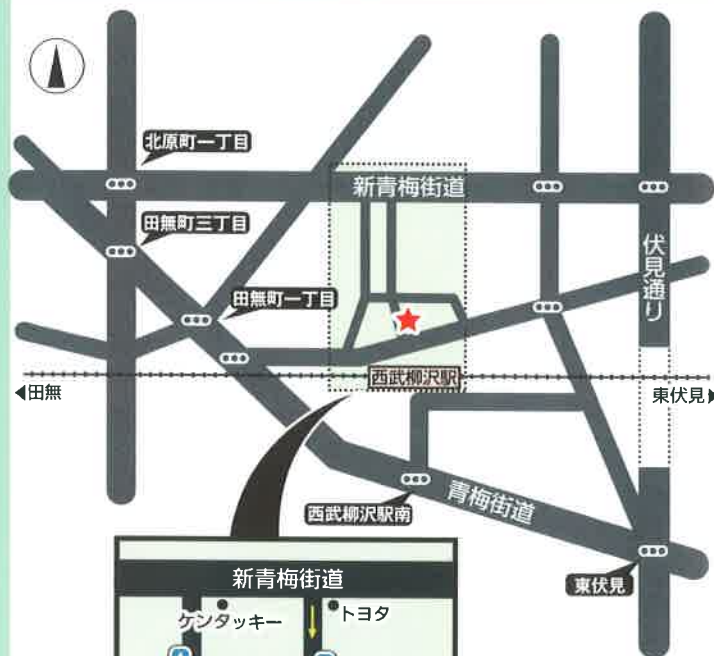 北原町一丁目
新青梅街道
田無町三丁目
伏見通り
田無町一丁目
西武柳沢駅
◀田無
東伏見▶
青梅街道
西武柳沢駅南
東伏見
新青梅街道
ケンタッキー
トヨタ